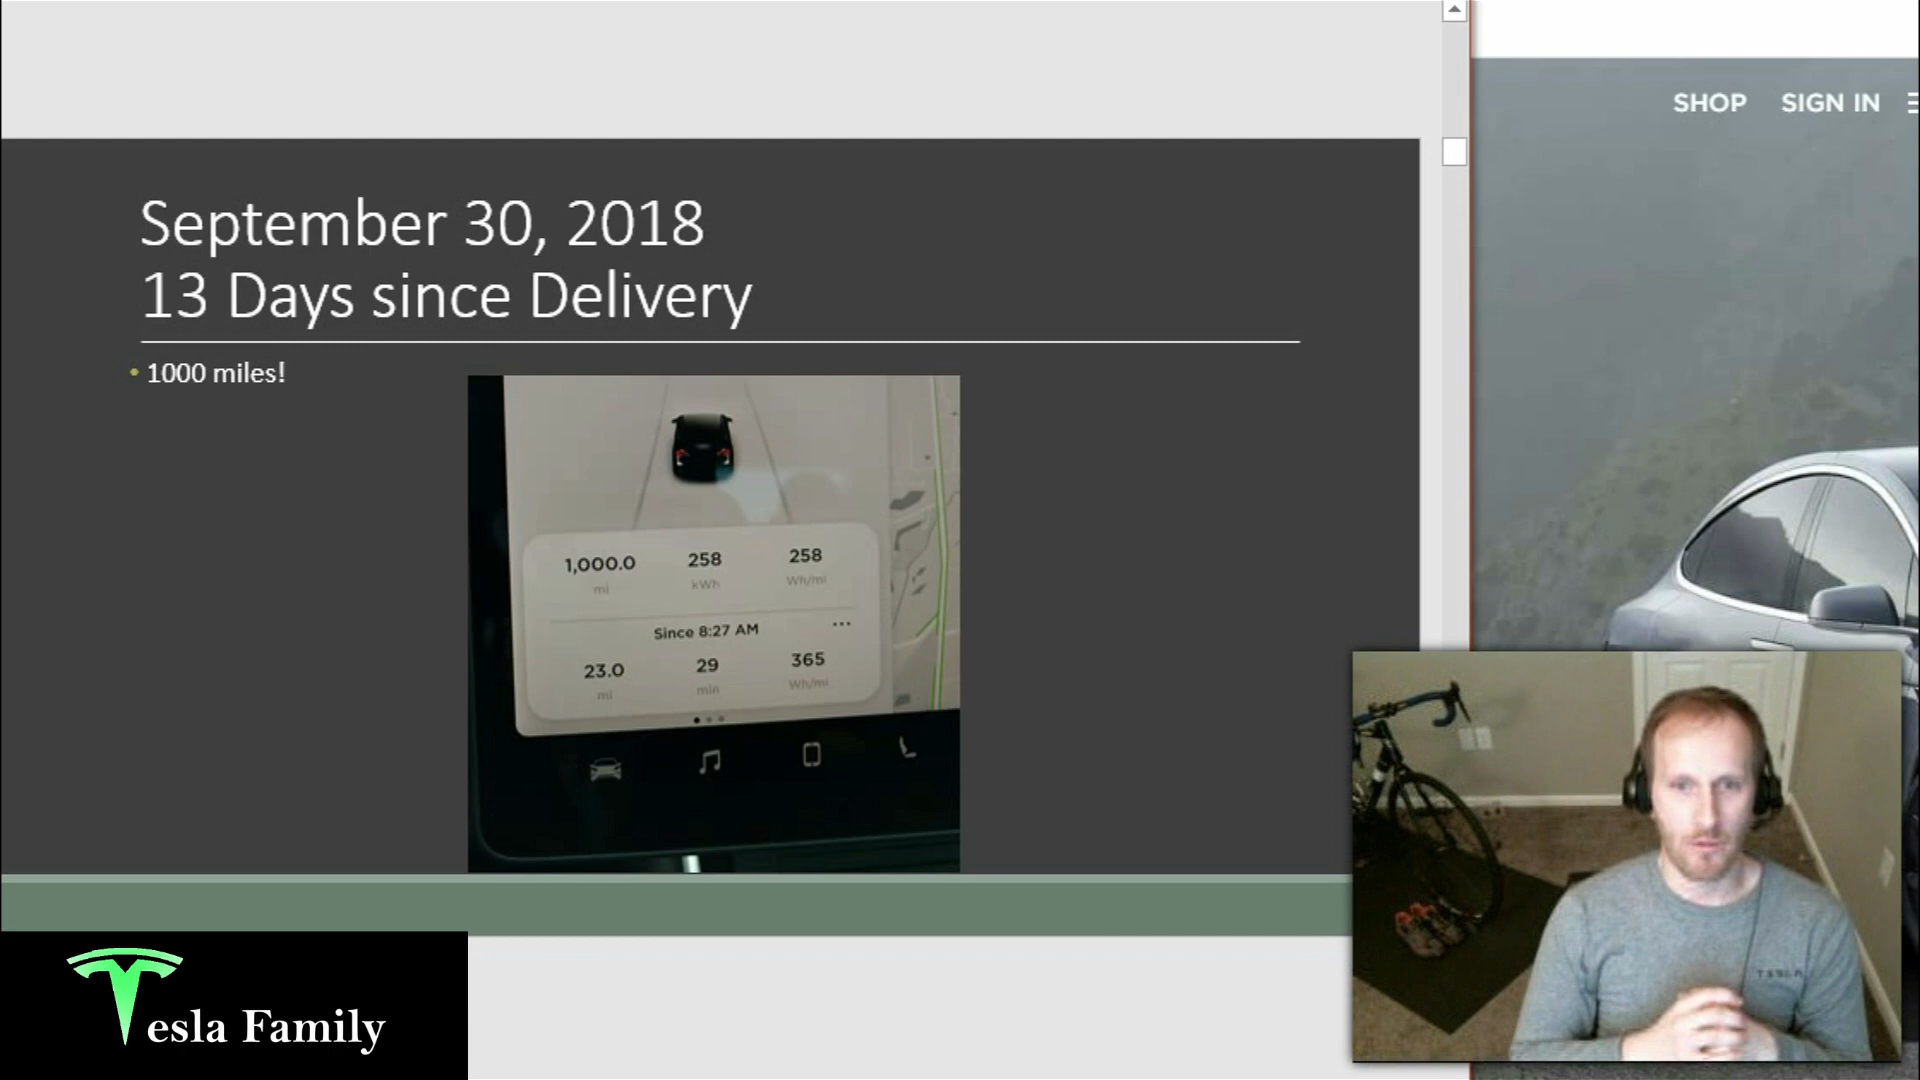 SHOP SIGN IN
September 30, 2018
13 Days since Delivery
• 1000 miles!
1,000.0 258 258
mi kWh Wh/mi
Since 8:27 AM ...
23.0 29 365
mi min Wh/mi
TESLA
Tesla Family